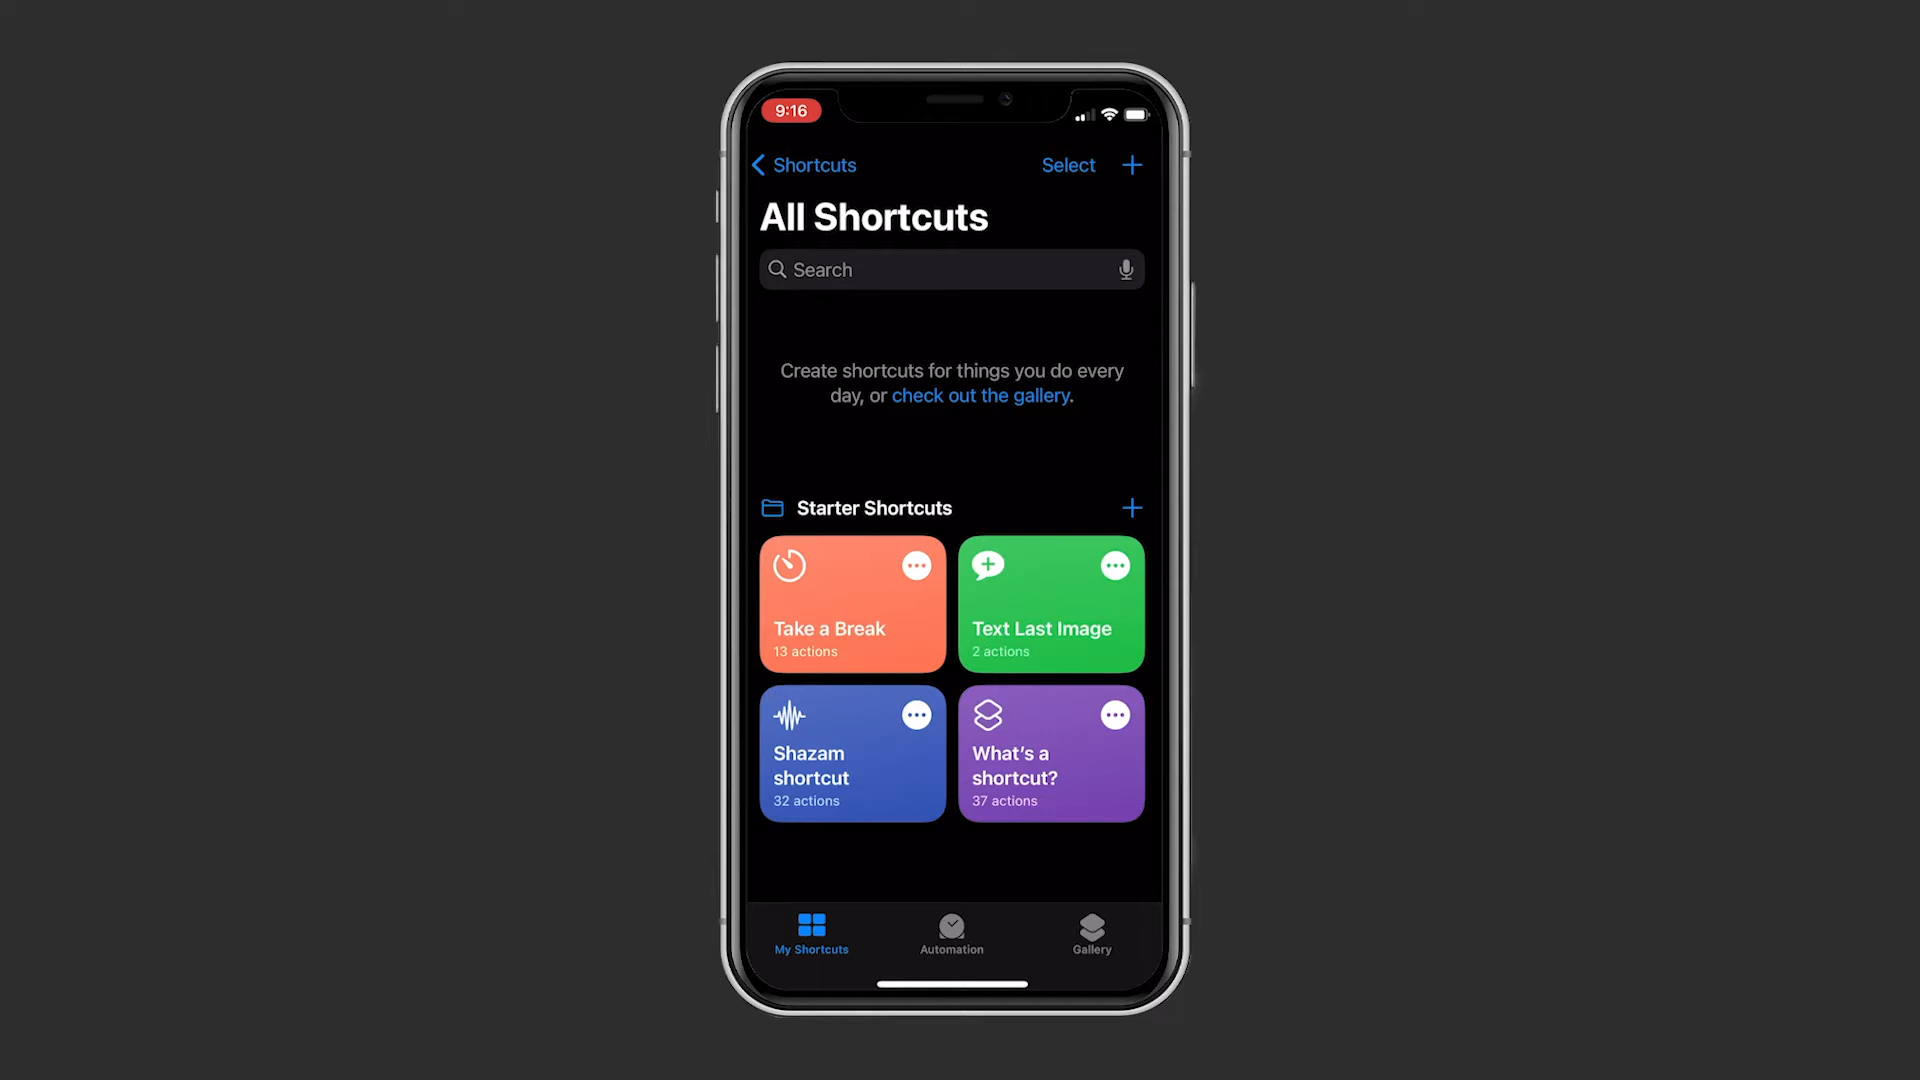 9:16
Shortcuts
Select
All Shortcuts
Search
Create shortcuts for things you do every
day, or check out the gallery.
Starter Shortcuts
Take a Break
13 actions
Text Last Image
2 actions
Shazam
shortcut
32 actions
What’s a
shortcut?
37 actions
My Shortcuts
Automation
Gallery